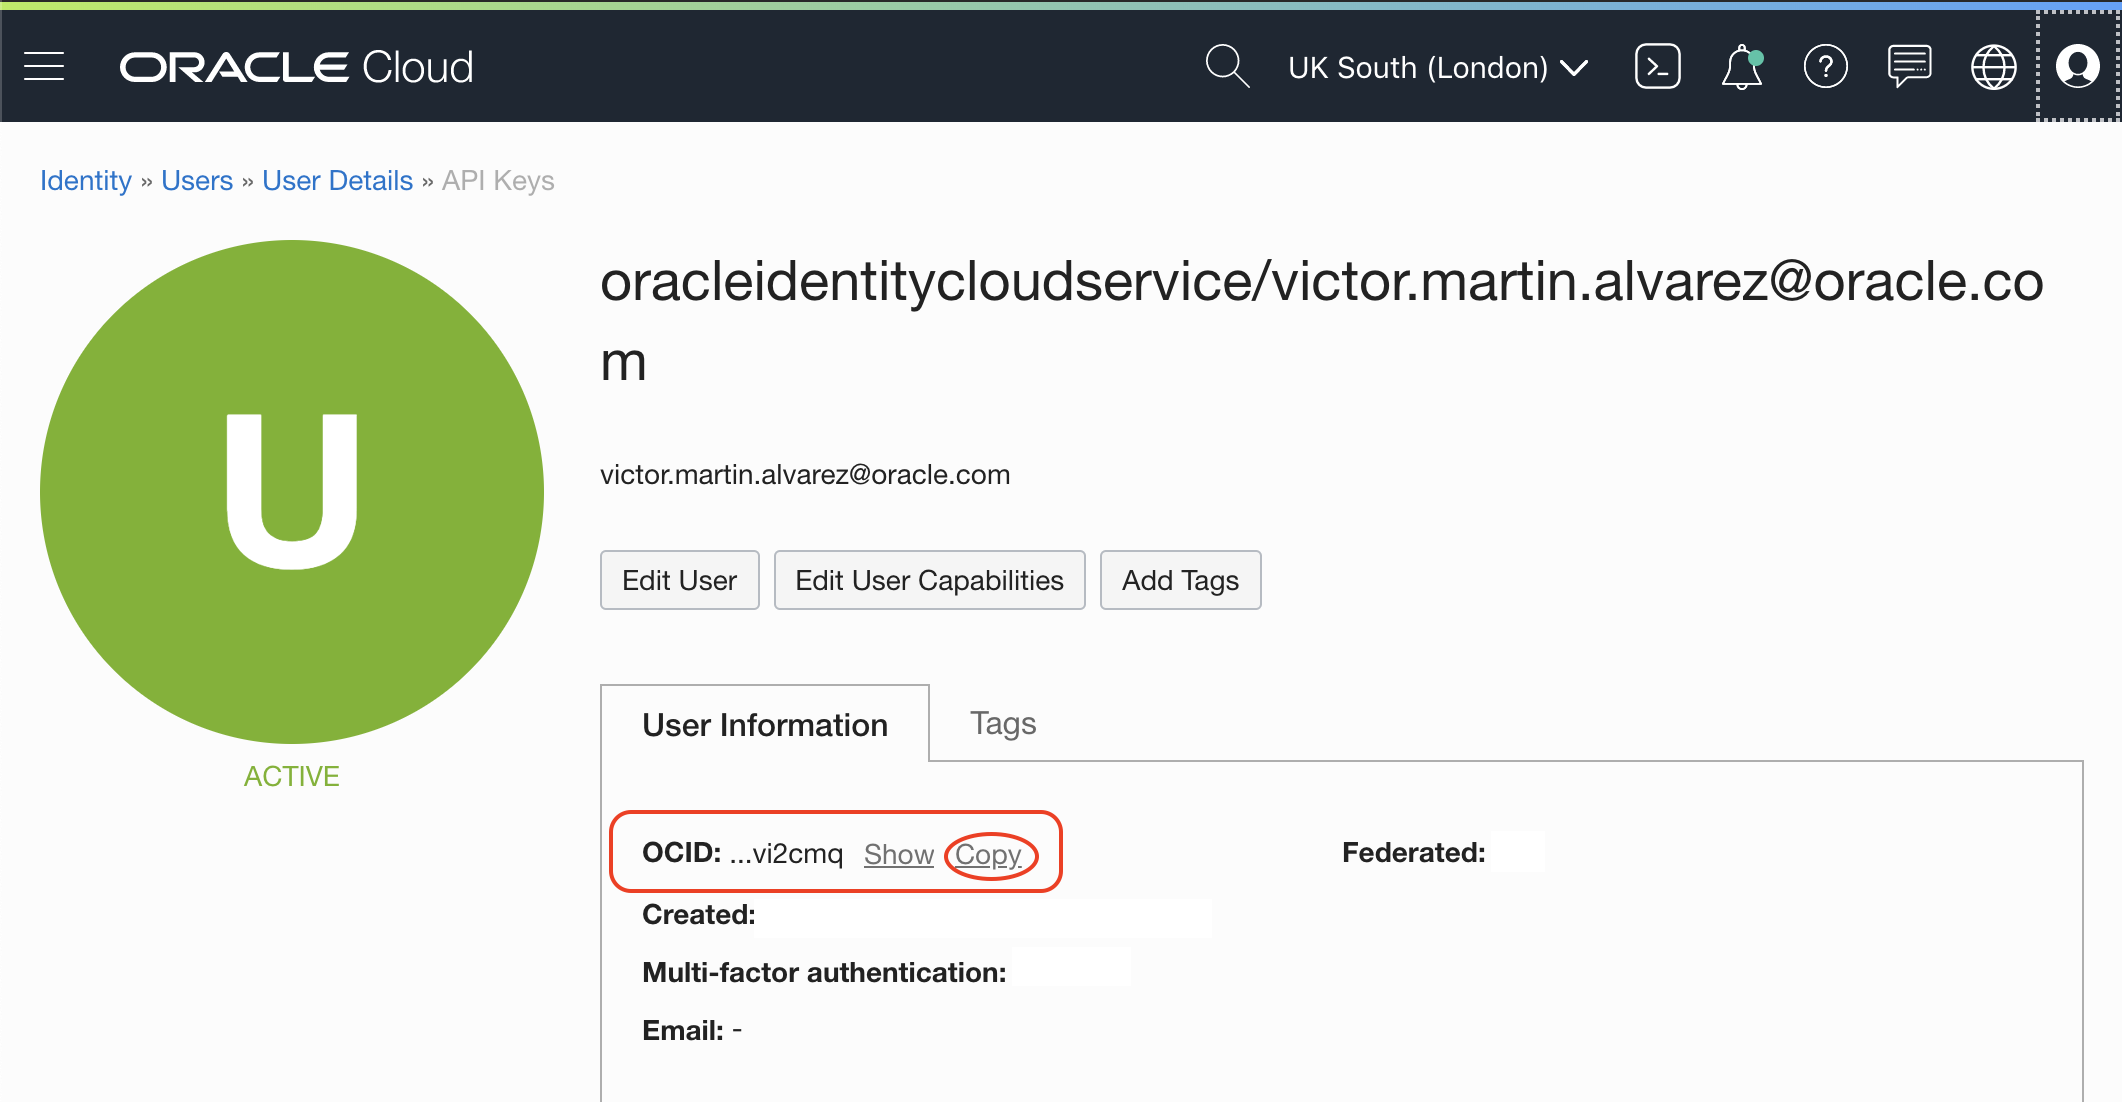 ORACLE Cloud
UK South (London)
Identity » Users » User Details » API Keys
U
ACTIVE
oracleidentitycloudservice/victor.martin.alvarez@oracle.co
m
victor.martin.alvarez@oracle.com
Edit User Edit User Capabilities Add Tags
User Information Tags
OCID: ...vi2cmq Show Copy Federated:
Created:
Multi-factor authentication:
Email: -